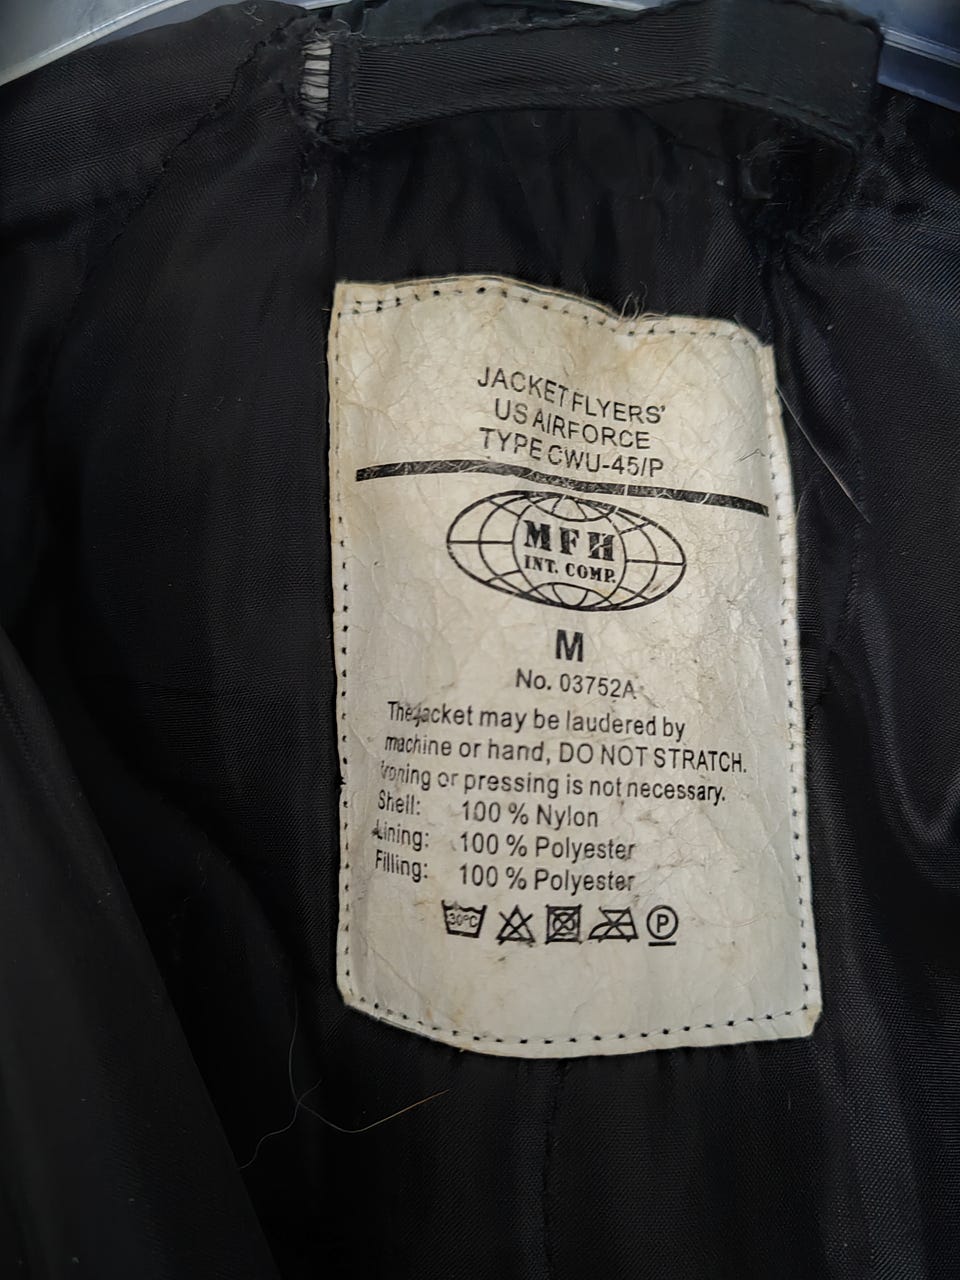 JACKET FLYERS'
US AIRFORCE
TYPE CWU-45/P
MFH
INT. COMP.
M
No. 03752A
The jacket may be laudered by
machine or hand, DO NOT STRATCH.
Ironing or pressing is not necessary.
Shell: 100 % Nylon
Lining: 100 % Polyester
Filling: 100 % Polyester
30°C
P